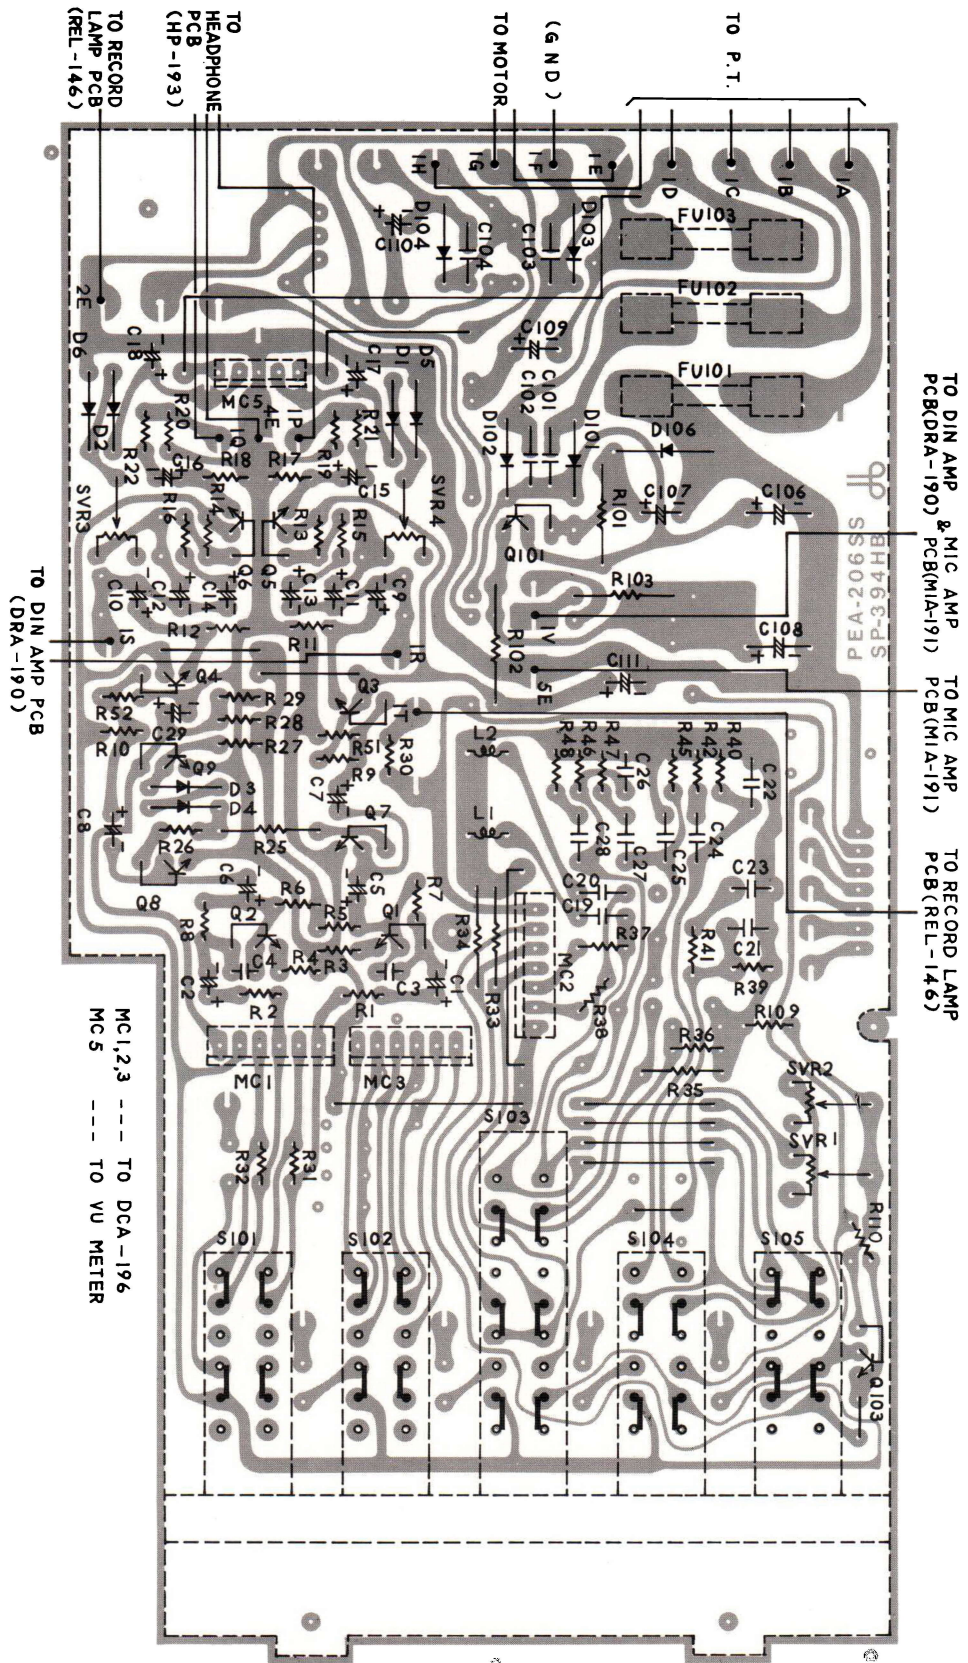 TO RECORD
LAMP PCB
(REL-146)
TO
HEADPHONE
PCB
(HP-193)
TO MOTOR
(GND)
TO P.T.
1H
1G
1F
1E
1D
1C
1B
1A
D104
C110
C104
C103
D103
FU103
FU102
FU101
2E
D6
C18
D2
R22
R20
C16
R16
MC5
4E
1P
1Q
R18
R17
R19
C17
D1
D5
R21
C15
SVR4
SVR3
R14
R13
R15
Q6
Q5
C109
C102
C101
D102
D101
D106
Q101
R101
C107
C106
R103
R102
1V
5E
C111
C108
PEA-206SS
SP-394HB
TO DIN AMP & MIC AMP
PCB(DRA-190) PCB(MIA-191)
TO MIC AMP
PCB(MIA-191)
TO RECORD LAMP
PCB(REL-146)
C10
C12
C14
C13
C11
C9
1S
R12
R11
1R
TO DIN AMP PCB
(DRA-190)
Q4
R52
R10
C29
Q9
R29
R28
R27
Q3
1T
R51
R9
R30
C7
Q7
D3
D4
C8
R26
R25
Q8
C6
R6
C5
R7
R8
Q2
R5
Q1
C4
R4
R3
C3
C1
C2
R2
R1
L2
L1
R48
R46
R47
C26
R45
R42
R40
C22
C28
C27
C25
C24
C23
C20
C19
R37
R41
C21
R39
R34
R33
MC2
R38
R109
R36
R35
MC1
MC3
S103
SVR2
SVR1
R32
R31
R110
S101
S102
S104
S105
Q103
MC1,2,3 --- TO DCA-196
MC5 --- TO VU METER